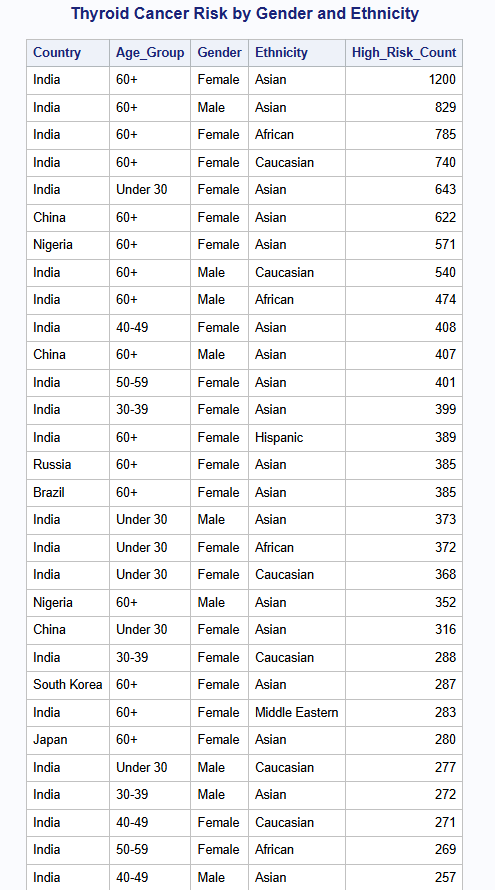 Thyroid Cancer Risk by Gender and Ethnicity
Country Age_Group Gender Ethnicity High_Risk_Count
India 60+ Female Asian 1200
India 60+ Male Asian 829
India 60+ Female African 785
India 60+ Female Caucasian 740
India Under 30 Female Asian 643
China 60+ Female Asian 622
Nigeria 60+ Female Asian 571
India 60+ Male Caucasian 540
India 60+ Male African 474
India 40-49 Female Asian 408
China 60+ Male Asian 407
India 50-59 Female Asian 401
India 30-39 Female Asian 399
India 60+ Female Hispanic 389
Russia 60+ Female Asian 385
Brazil 60+ Female Asian 385
India Under 30 Male Asian 373
India Under 30 Female African 372
India Under 30 Female Caucasian 368
Nigeria 60+ Male Asian 352
China Under 30 Female Asian 316
India 30-39 Female Caucasian 288
South Korea 60+ Female Asian 287
India 60+ Female Middle Eastern 283
Japan 60+ Female Asian 280
India Under 30 Male Caucasian 277
India 30-39 Male Asian 272
India 40-49 Female Caucasian 271
India 50-59 Female African 269
India 40-49 Male Asian 257